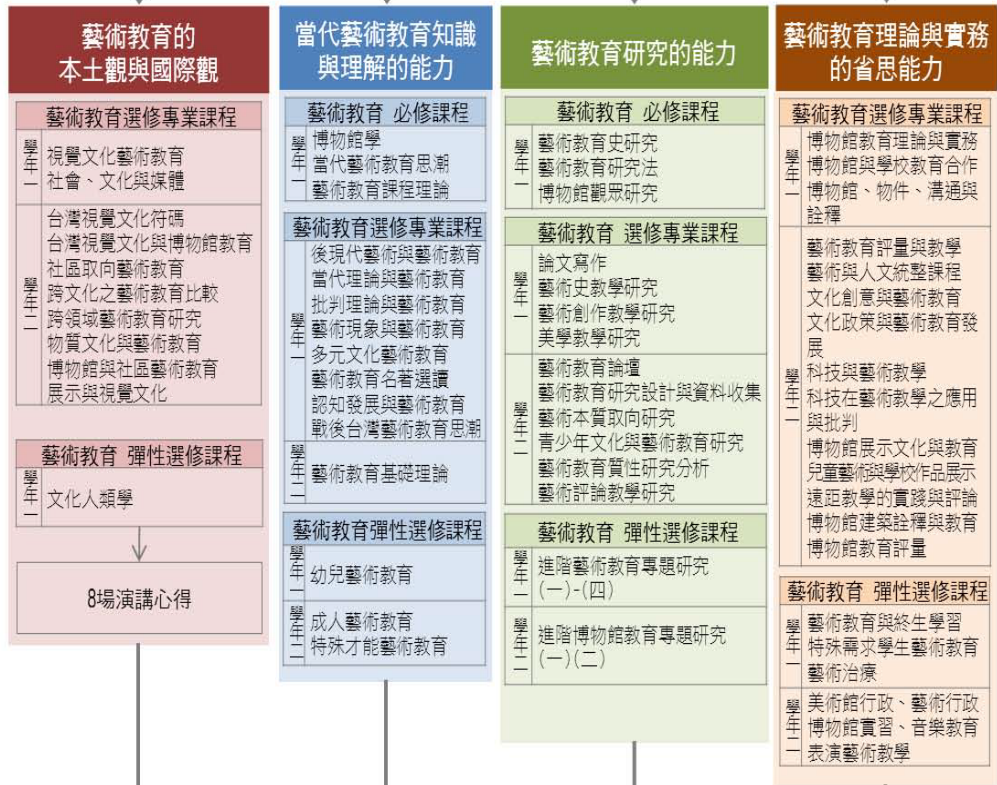 藝術教育的
本土觀與國際觀
藝術教育選修專業課程
學年一
視覺文化藝術教育
社會、文化與媒體
學年二
台灣視覺文化符碼
台灣視覺文化與博物館教育
社區取向藝術教育
跨文化之藝術教育比較
跨領域藝術教育研究
物質文化與藝術教育
博物館與社區藝術教育
展示與視覺文化
藝術教育 彈性選修課程
學年二
文化人類學
8場演講心得
當代藝術教育知識
與理解的能力
藝術教育 必修課程
學年一
博物館學
當代藝術教育思潮
藝術教育課程理論
藝術教育選修專業課程
學年一
後現代藝術與藝術教育
當代理論與藝術教育
批判理論與藝術教育
藝術現象與藝術教育
多元文化藝術教育
藝術教育名著選讀
認知發展與藝術教育
戰後台灣藝術教育思潮
學年二
藝術教育基礎理論
藝術教育彈性選修課程
學年一
幼兒藝術教育
學年二
成人藝術教育
特殊才能藝術教育
藝術教育研究的能力
藝術教育 必修課程
學年一
藝術教育史研究
藝術教育研究法
博物館觀眾研究
藝術教育 選修專業課程
學年一
論文寫作
藝術史教學研究
藝術創作教學研究
美學教學研究
學年二
藝術教育論壇
藝術教育研究設計與資料收集
藝術本質取向研究
青少年文化與藝術教育研究
藝術教育質性研究分析
藝術評論教學研究
藝術教育 彈性選修課程
學年一
進階藝術教育專題研究
(一)-(四)
學年二
進階博物館教育專題研究
(一)(二)
藝術教育理論與實務
的省思能力
藝術教育選修專業課程
學年一
博物館教育理論與實務
博物館與學校教育合作
博物館、物件、溝通與
詮釋
學年二
藝術教育評量與教學
藝術與人文統整課程
文化創意與藝術教育
文化政策與藝術教育發
展
科技與藝術教學
科技在藝術教學之應用
與批判
博物館展示文化與教育
兒童藝術與學校作品展示
遠距教學的實踐與評論
博物館建築詮釋與教育
博物館教育評量
藝術教育 彈性選修課程
學年一
藝術教育與終生學習
特殊需求學生藝術教育
藝術治療
學年二
美術館行政、藝術行政
博物館實習、音樂教育
表演藝術教學